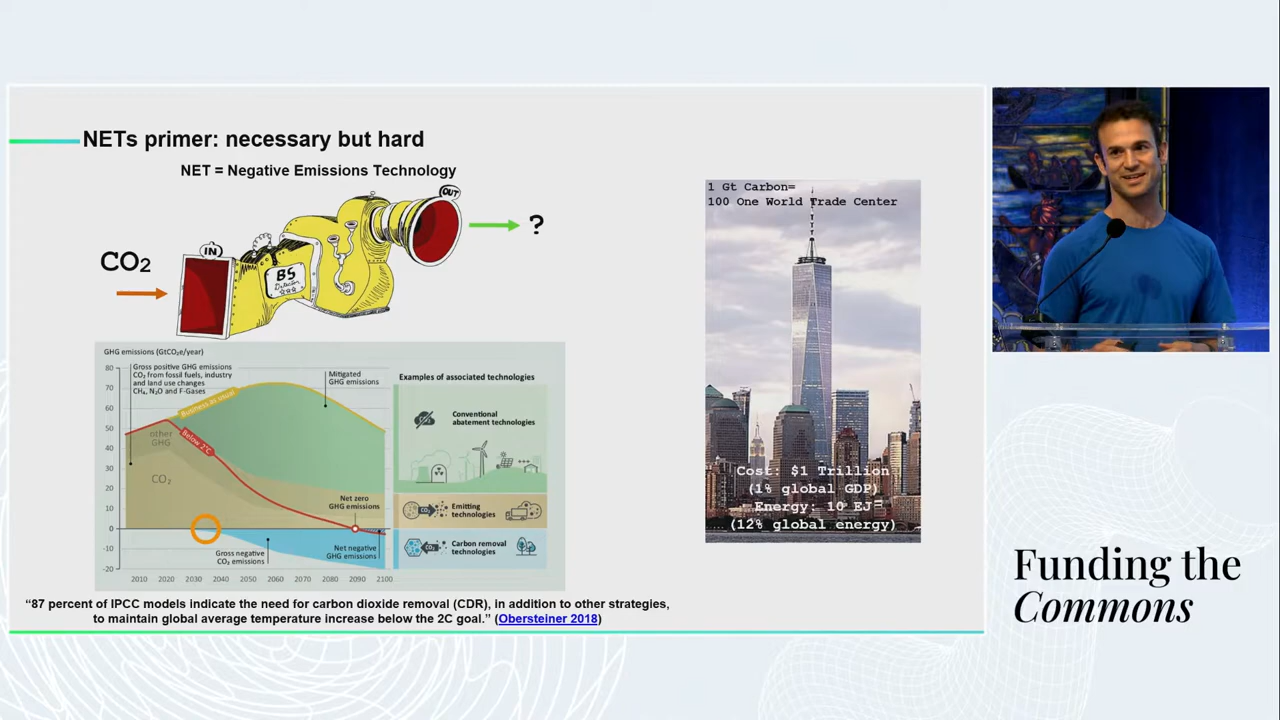 NETs primer: necessary but hard
NET = Negative Emissions Technology
CO₂
IN
BS
Detector
OUT
?
GHG emissions (GtCO₂e/year)
80
70
60
50
40
30
20
10
0
-10
-20
Gross positive GHG emissions
CO₂ from fossil fuels, industry
and land use changes
CH₄, N₂O and F-Gases
Business as usual
Mitigated
GHG emissions
other
GHG
Below 2°C
CO₂
Net zero
GHG emissions
Gross negative
CO₂ emissions
Net negative
GHG emissions
2010 2020 2030 2040 2050 2060 2070 2080 2090 2100
Examples of associated technologies
Conventional
abatement technologies
CO₂
Emitting
technologies
CO₂
Carbon removal
technologies
“87 percent of IPCC models indicate the need for carbon dioxide removal (CDR), in addition to other strategies,
to maintain global average temperature increase below the 2C goal.” (Obersteiner 2018)
1 Gt Carbon=
100 One World Trade Center
Cost: $1 Trillion
(1% global GDP)
Energy: 10 EJ
(12% global energy)
Funding the
Commons